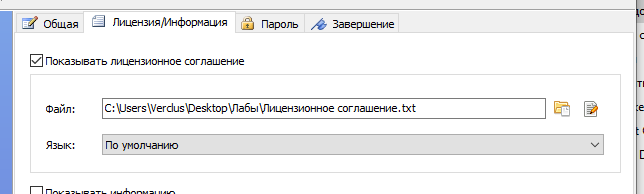 Общая
Лицензия/Информация
Пароль
Завершение
Показывать лицензионное соглашение
Файл:
C:\Users\Verclus\Desktop\Лабы\Лицензионное соглашение.txt
Язык:
По умолчанию
Показывать информацию